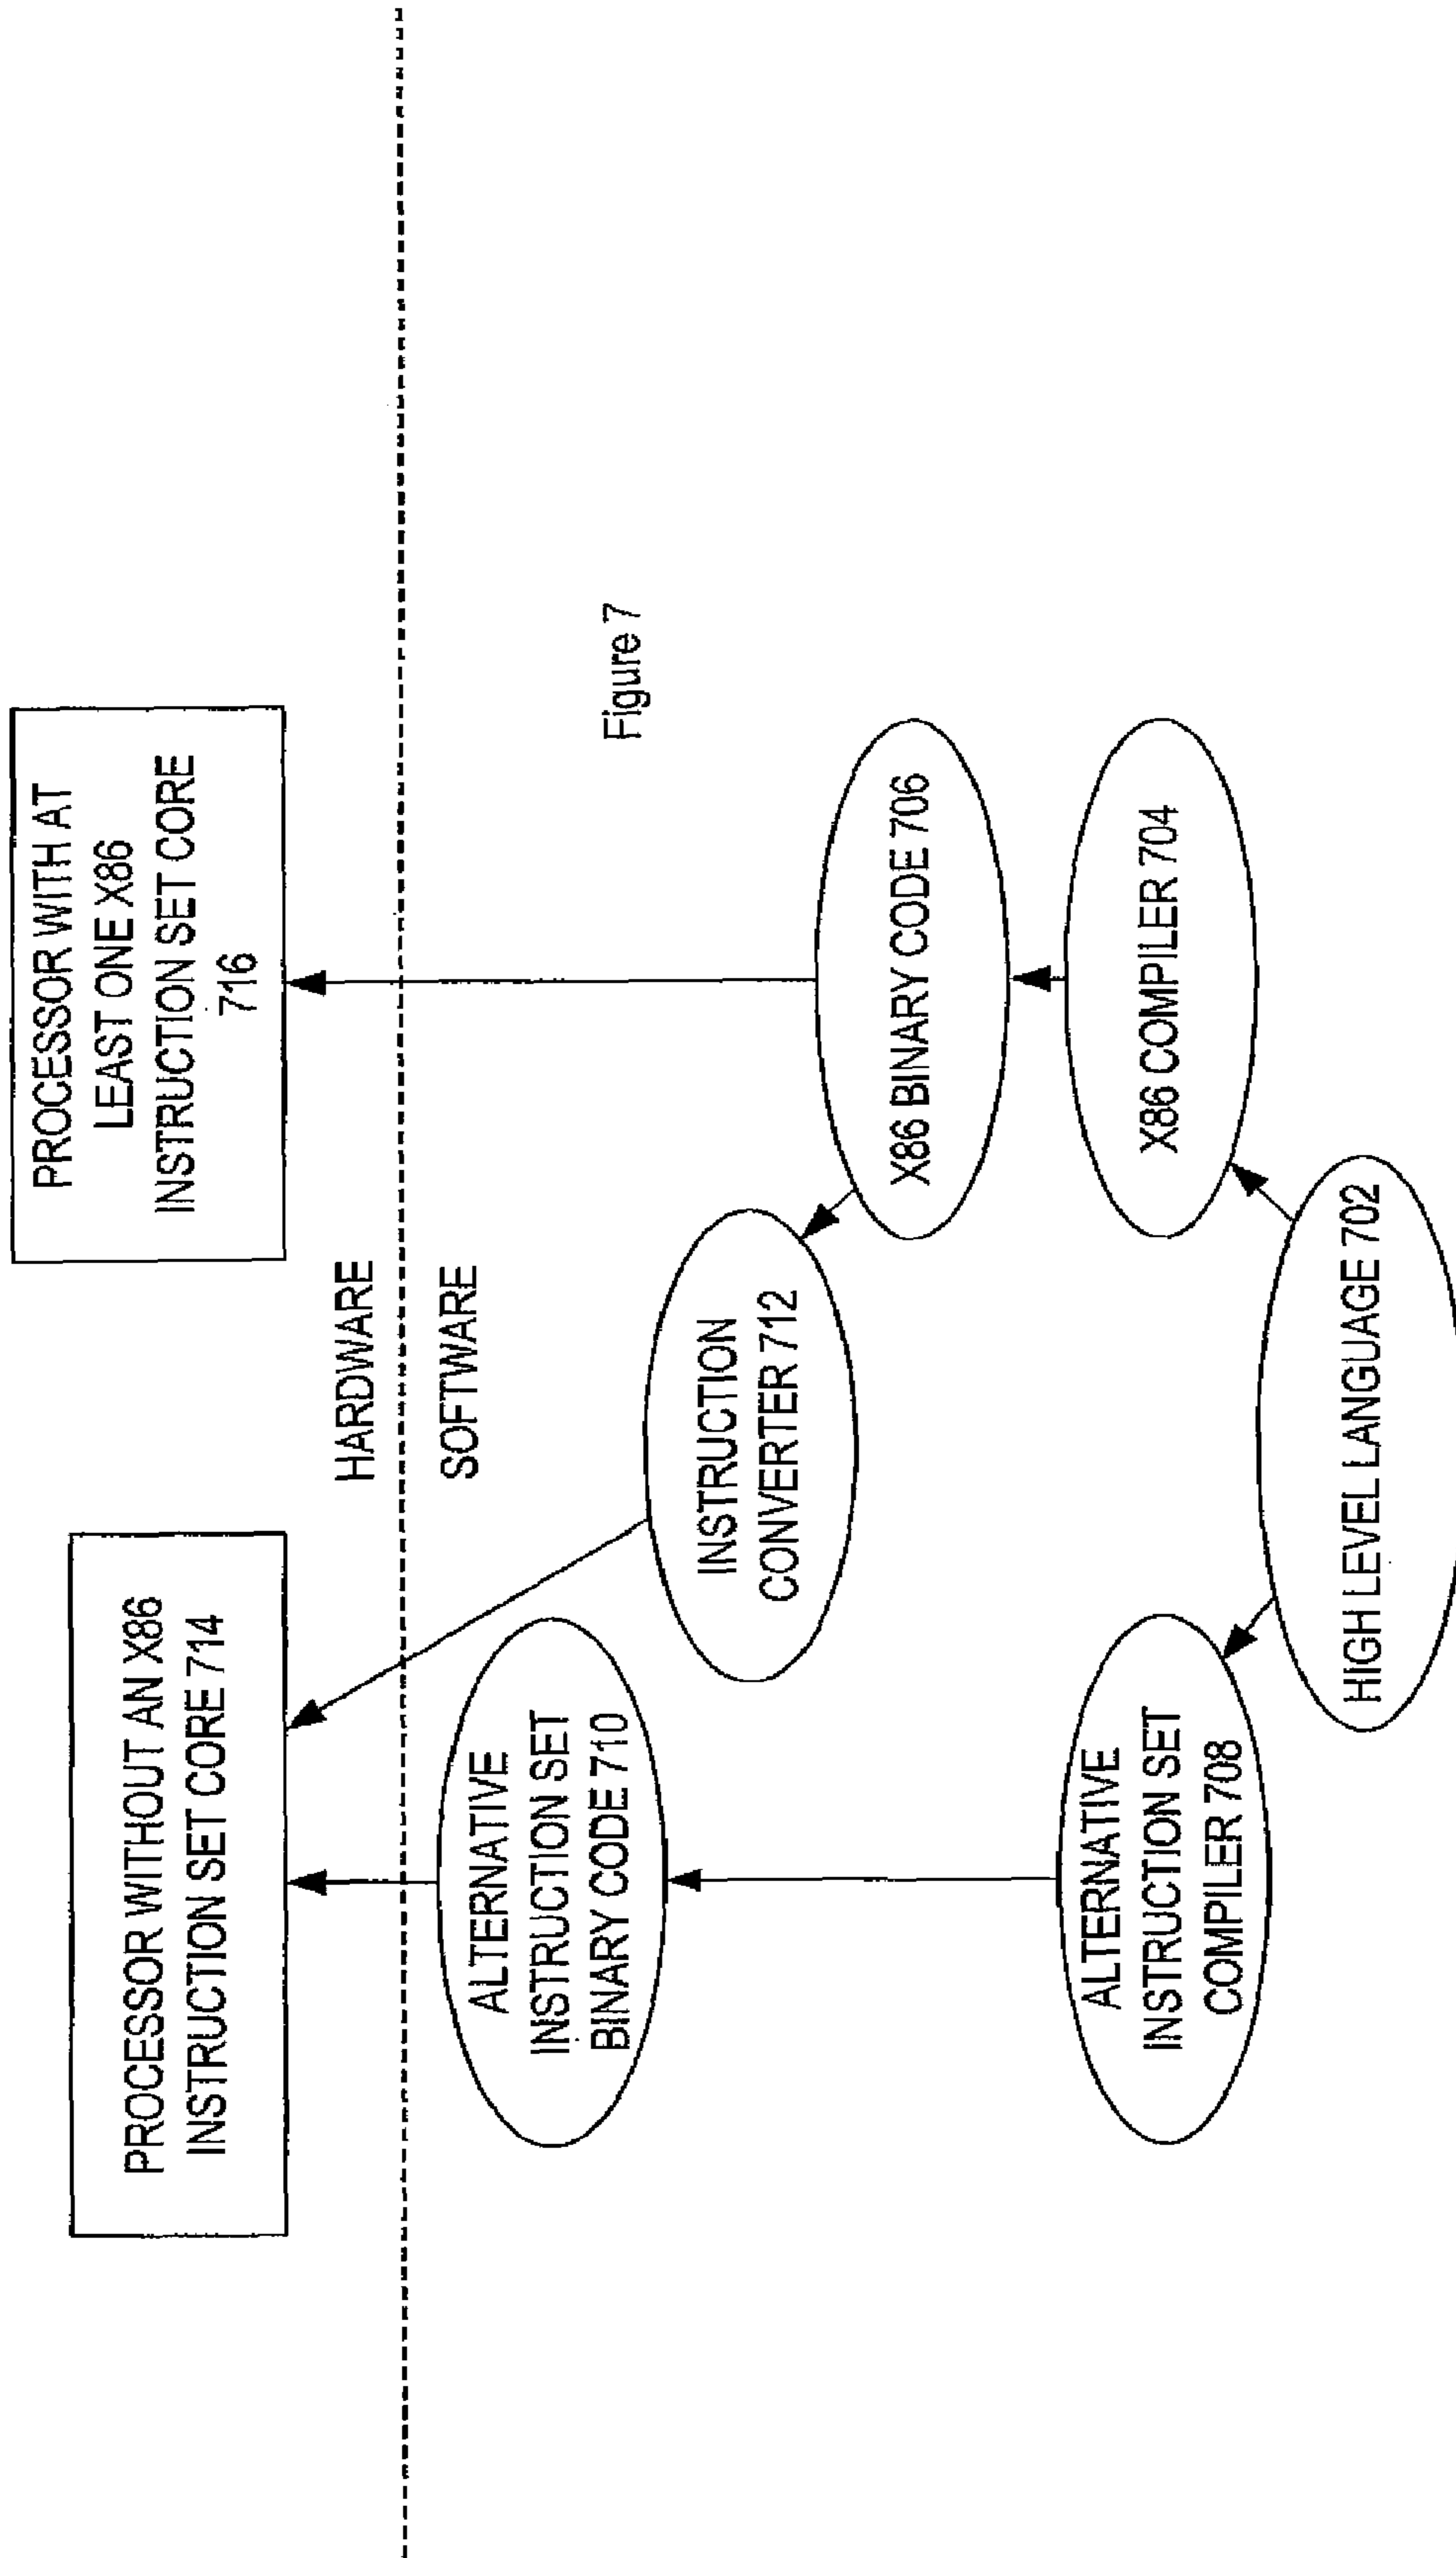 PROCESSOR WITHOUT AN X86
INSTRUCTION SET CORE 714
PROCESSOR WITH AT
LEAST ONE X86
INSTRUCTION SET CORE
716
HARDWARE
SOFTWARE
ALTERNATIVE
INSTRUCTION SET
BINARY CODE 710
INSTRUCTION
CONVERTER 712
Figure 7
X86 BINARY CODE 706
ALTERNATIVE
INSTRUCTION SET
COMPILER 708
X86 COMPILER 704
HIGH LEVEL LANGUAGE 702